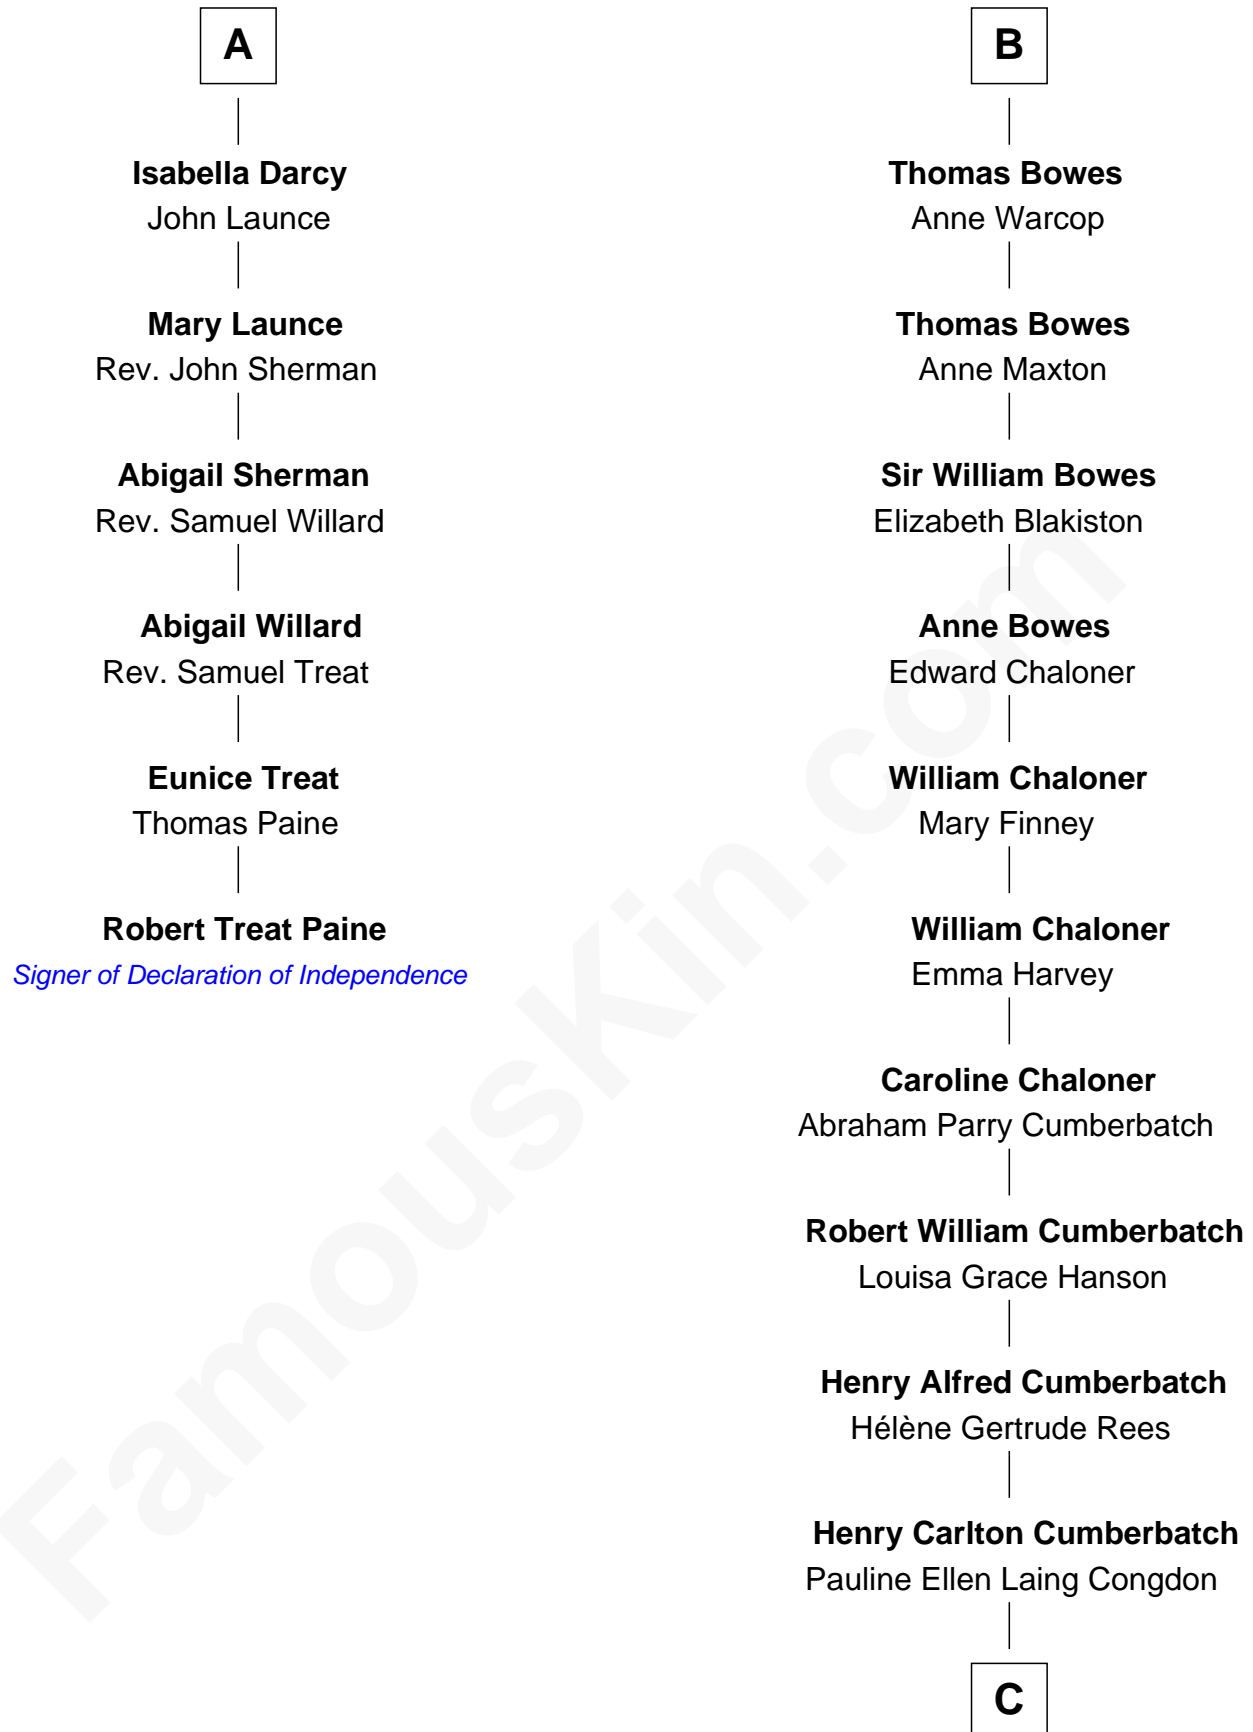 A
Isabella Darcy
John Launce
Mary Launce
Rev. John Sherman
Abigail Sherman
Rev. Samuel Willard
Abigail Willard
Rev. Samuel Treat
Eunice Treat
Thomas Paine
Robert Treat Paine
Signer of Declaration of Independence
B
Thomas Bowes
Anne Warcop
Thomas Bowes
Anne Maxton
Sir William Bowes
Elizabeth Blakiston
Anne Bowes
Edward Chaloner
William Chaloner
Mary Finney
William Chaloner
Emma Harvey
Caroline Chaloner
Abraham Parry Cumberbatch
Robert William Cumberbatch
Louisa Grace Hanson
Henry Alfred Cumberbatch
Hélène Gertrude Rees
Henry Carlton Cumberbatch
Pauline Ellen Laing Congdon
C
FamousKin.com